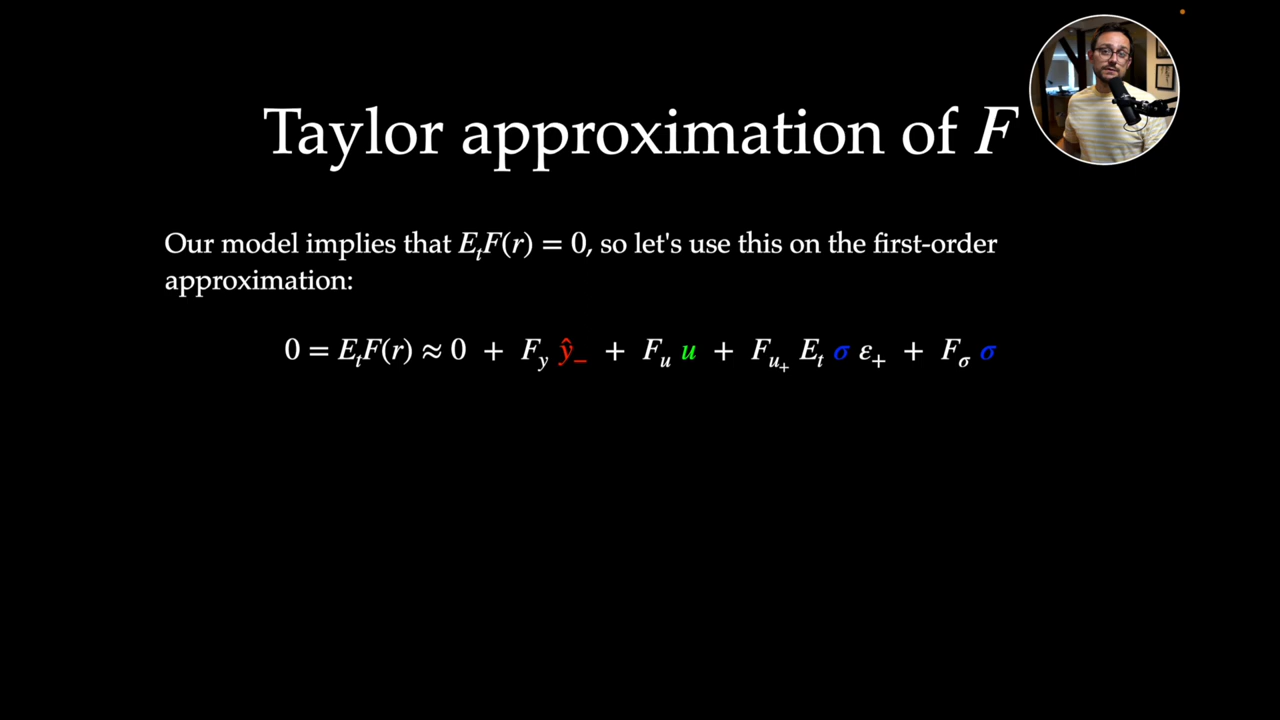 Taylor approximation of F
Our model implies that EₜF(r) = 0, so let's use this on the first-order
approximation:
0 = EₜF(r) ≈ 0 + F_y ŷ₋ + F_u u + F_{u₊} Eₜ σ ε₊ + F_σ σ